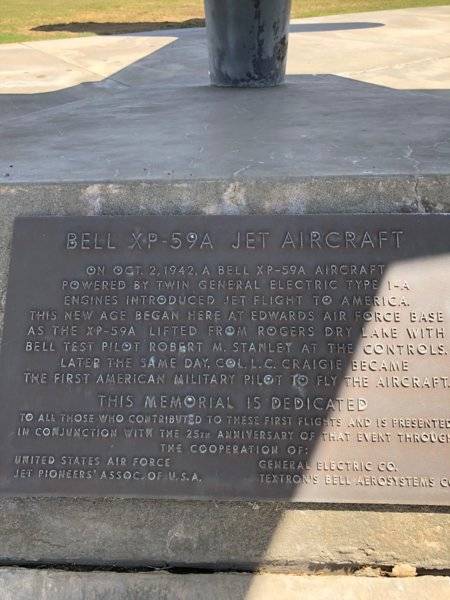 BELL XP-59A JET AIRCRAFT
ON OCT. 2, 1942, A BELL XP-59A AIRCRAFT
POWERED BY TWIN GENERAL ELECTRIC TYPE I-A
ENGINES INTRODUCED JET FLIGHT TO AMERICA.
THIS NEW AGE BEGAN HERE AT EDWARDS AIR FORCE BASE
AS THE XP-59A LIFTED FROM ROGERS DRY LAKE WITH
BELL TEST PILOT ROBERT M. STANLEY AT THE CONTROLS.
LATER THE SAME DAY, COL. L.C. CRAIGIE BECAME
THE FIRST AMERICAN MILITARY PILOT TO FLY THE AIRCRAFT.
THIS MEMORIAL IS DEDICATED
TO ALL THOSE WHO CONTRIBUTED TO THESE FIRST FLIGHTS AND IS PRESENTED
IN CONJUNCTION WITH THE 25TH ANNIVERSARY OF THAT EVENT THROUGH
THE COOPERATION OF:
UNITED STATES AIR FORCE GENERAL ELECTRIC CO.
JET PIONEERS' ASSOC. OF U.S.A. TEXTRON'S BELL AEROSYSTEMS CO